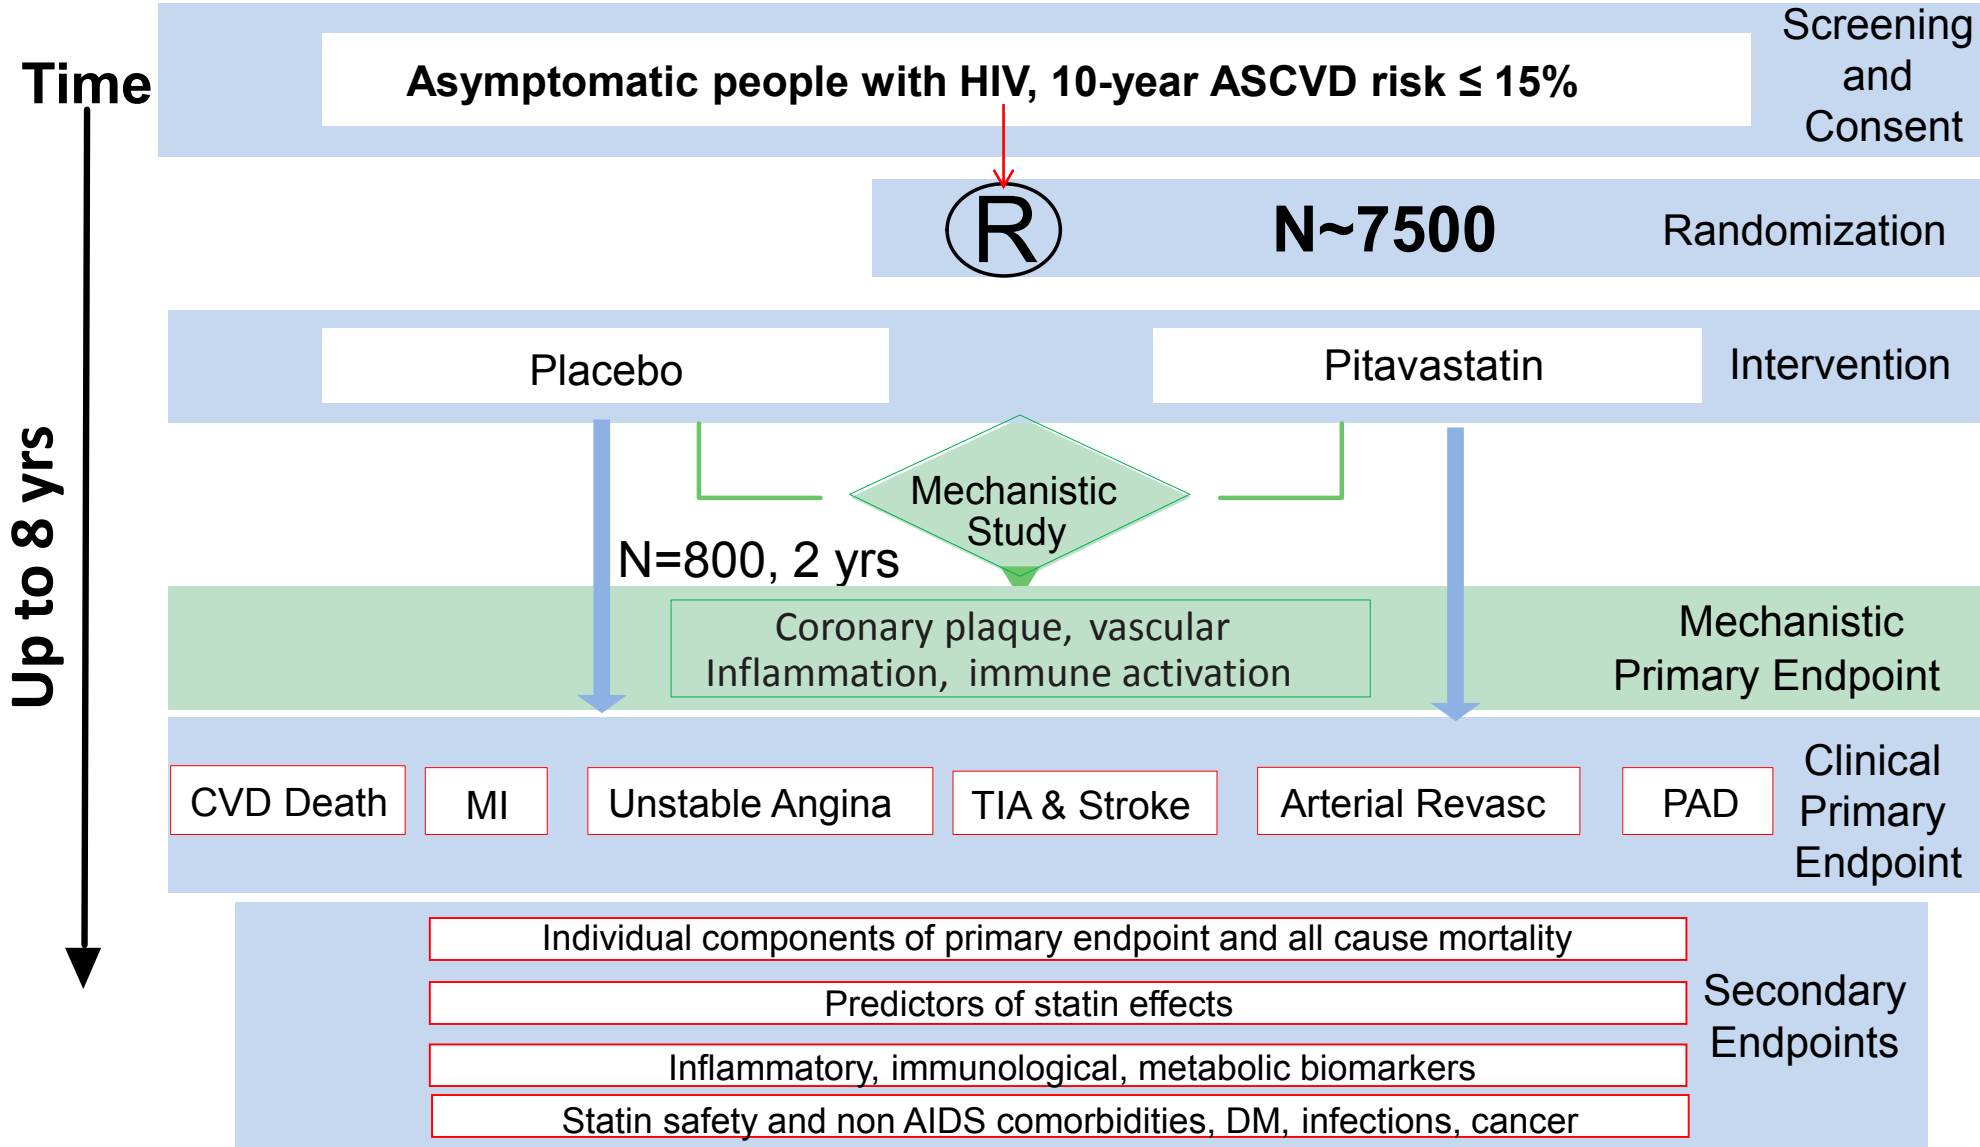 Time
Up to 8 yrs
Asymptomatic people with HIV, 10-year ASCVD risk ≤ 15%
Screening
and
Consent
R
N~7500
Randomization
Placebo
Pitavastatin
Intervention
Mechanistic
Study
N=800, 2 yrs
Coronary plaque, vascular
Inflammation, immune activation
Mechanistic
Primary Endpoint
CVD Death
MI
Unstable Angina
TIA & Stroke
Arterial Revasc
PAD
Clinical
Primary
Endpoint
Individual components of primary endpoint and all cause mortality
Predictors of statin effects
Inflammatory, immunological, metabolic biomarkers
Statin safety and non AIDS comorbidities, DM, infections, cancer
Secondary
Endpoints